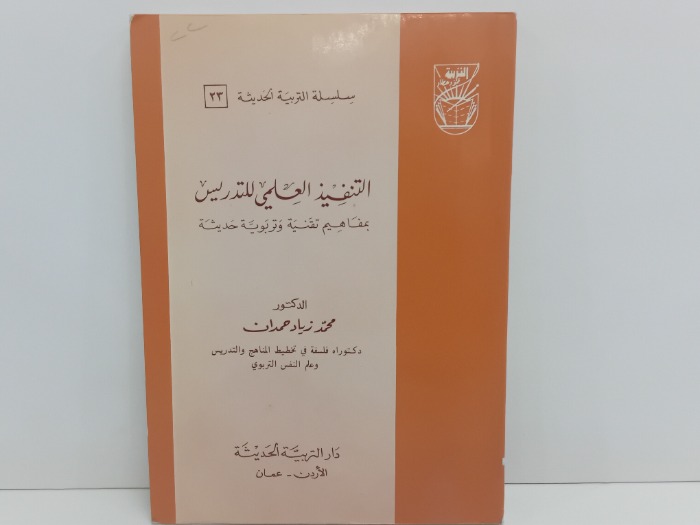 التربية
سلسلة التربية الحديثة ٢٣
التنفيذ العلمي للتدريس
بمفاهيم تقنية وتربوية حديثة
الدكتور
محمد زياد حمدان
دكتوراه فلسفة في تخطيط المناهج والتدريس
وعلم النفس التربوي
دار التربية الحديثة
الأردن - عمان